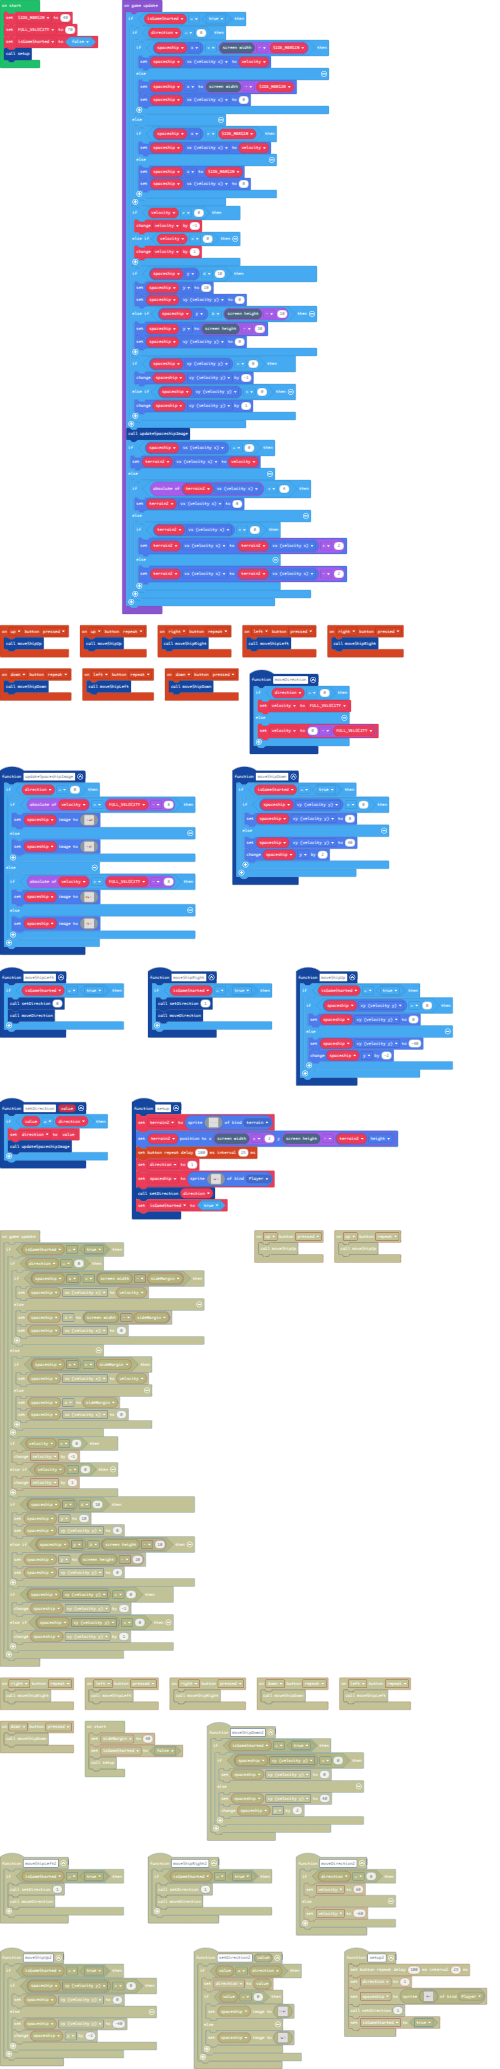 on start
set SIDE_MARGIN to
set FULL_VELOCITY to
set isGameStarted to false
call setup
on game update
if isGameStarted = true then
if direction = 0 then
if spaceship x < screen width - SIDE_MARGIN then
set spaceship vx (velocity x) to velocity
else
set spaceship x to screen width - SIDE_MARGIN
set spaceship vx (velocity x) to 0
else
if spaceship x > SIDE_MARGIN then
set spaceship vx (velocity x) to velocity
else
set spaceship x to SIDE_MARGIN
set spaceship vx (velocity x) to 0
if velocity > 0 then
change velocity by -1
else if velocity < 0 then
change velocity by 1
if spaceship y < 10 then
set spaceship y to 10
set spaceship vy (velocity y) to 0
else if spaceship y > screen height - 10 then
set spaceship y to screen height - 10
set spaceship vy (velocity y) to 0
if spaceship vy (velocity y) > 0 then
change spaceship vy (velocity y) by -1
else if spaceship vy (velocity y) < 0 then
change spaceship vy (velocity y) by 1
call updateSpaceshipImage
if spaceship vx (velocity x) = 0 then
set terrain2 vx (velocity x) to velocity
else
if absolute of terrain2 vx (velocity x) then
set terrain2 vx (velocity x) to 0
else
if terrain2 vx (velocity x) 0 then
set terrain2 vx (velocity x) to terrain2 vx (velocity x)
else
set terrain2 vx (velocity x) to terrain2 vx (velocity x)
on up button pressed
call moveShipUp
on up button repeat
call moveShipUp
on right button repeat
call moveShipRight
on left button pressed
call moveShipLeft
on right button pressed
call moveShipRight
on down button repeat
call moveShipDown
on left button repeat
call moveShipLeft
on down button pressed
call moveShipDown
function moveDirection
if direction = 0 then
set velocity to FULL_VELOCITY
else
set velocity to 0 - FULL_VELOCITY
function updateSpaceshipImage
if direction = 0 then
if absolute of velocity FULL_VELOCITY then
set spaceship image to
else
set spaceship image to
else
if absolute of velocity FULL_VELOCITY then
set spaceship image to
else
set spaceship image to
function moveShipDown
if isGameStarted = true then
if spaceship vy (velocity y) < 0 then
set spaceship vy (velocity y) to 0
else
set spaceship vy (velocity y) to
change spaceship y by
function moveShipLeft
if isGameStarted = true then
call setDirection
call moveDirection
function moveShipRight
if isGameStarted = true then
call setDirection
call moveDirection
function moveShipUp
if isGameStarted = true then
if spaceship vy (velocity y) > 0 then
set spaceship vy (velocity y) to 0
else
set spaceship vy (velocity y) to
change spaceship y by
function setDirection value
if value ≠ direction then
set direction to value
call updateSpaceshipImage
function setup
set terrain2 to sprite of kind terrain
set terrain2 position to x screen width y screen height - terrain2 height
set button repeat delay 100 ms interval 25 ms
set direction to 1
set spaceship to sprite of kind Player
call setDirection direction
set isGameStarted to true
on game update
if isGameStarted = true then
if direction = 0 then
if spaceship x < screen width - sideMargin then
set spaceship vx (velocity x) to velocity
else
set spaceship x to screen width - sideMargin
set spaceship vx (velocity x) to 0
else
if spaceship x > sideMargin then
set spaceship vx (velocity x) to velocity
else
set spaceship x to sideMargin
set spaceship vx (velocity x) to 0
if velocity > 0 then
change velocity by -1
else if velocity < 0 then
change velocity by 1
if spaceship y < 10 then
set spaceship y to 10
set spaceship vy (velocity y) to 0
else if spaceship y > screen height - 10 then
set spaceship y to screen height - 10
set spaceship vy (velocity y) to 0
if spaceship vy (velocity y) > 0 then
change spaceship vy (velocity y) by -1
else if spaceship vy (velocity y) < 0 then
change spaceship vy (velocity y) by 1
on up button pressed
call moveShipUp
on up button repeat
call moveShipUp
on right button repeat
call moveShipRight
on left button pressed
call moveShipLeft
on right button pressed
call moveShipRight
on down button repeat
call moveShipDown
on left button repeat
call moveShipLeft
on down button pressed
call moveShipDown
on start
set sideMargin to
set isGameStarted to false
call setup
function moveShipDown2
if isGameStarted = true then
if spaceship vy (velocity y) < 0 then
set spaceship vy (velocity y) to 0
else
set spaceship vy (velocity y) to
change spaceship y by
function moveShipLeft2
if isGameStarted = true then
call setDirection
call moveDirection
function moveShipRight2
if isGameStarted = true then
call setDirection
call moveDirection
function moveDirection2
if direction = 0 then
set velocity to
else
set velocity to
function moveShipUp2
if isGameStarted = true then
if spaceship vy (velocity y) > 0 then
set spaceship vy (velocity y) to 0
else
set spaceship vy (velocity y) to
change spaceship y by
function setDirection2 value
if value ≠ direction then
set direction to value
if value = 0 then
set spaceship image to
else
set spaceship image to
function setup2
set button repeat delay 100 ms interval 25 ms
set direction to
set spaceship to sprite of kind Player
call setDirection
set isGameStarted to true